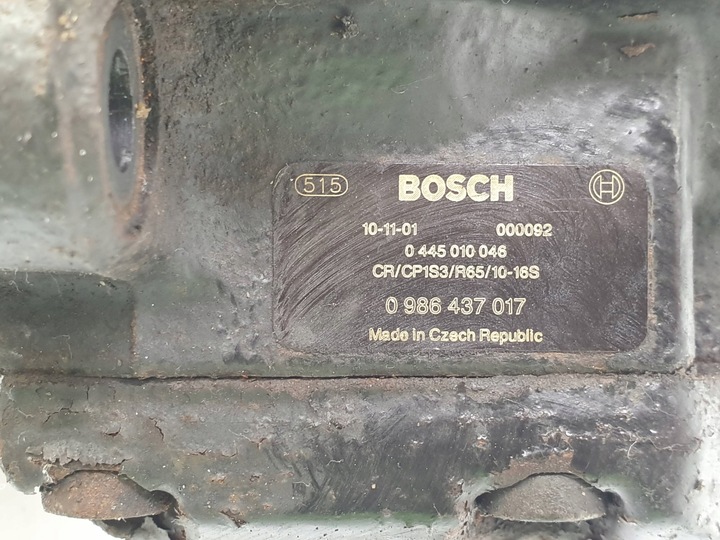 515 BOSCH H
10-11-01 000092
0 445 010 046
CR/CP1S3/R65/10-16S
0 986 437 017
Made in Czech Republic